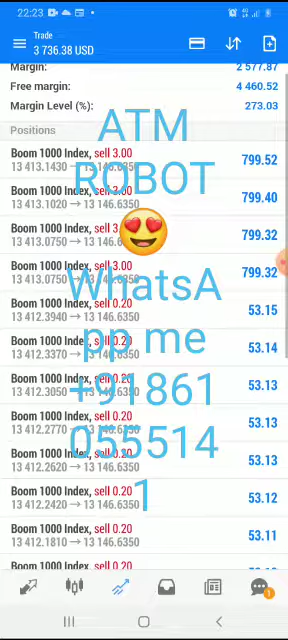 22:23
Trade
3 736.38 USD
Margin: 2 577.87
Free margin: 4 460.52
Margin Level (%): 273.03
Positions
Boom 1000 Index, sell 3.00 799.52
13 413.1430 → 13 146.6350
Boom 1000 Index, sell 3.00 799.40
13 413.1020 → 13 146.6350
Boom 1000 Index, sell 3.00 799.32
13 413.0750 → 13 146.6350
Boom 1000 Index, sell 3.00 799.32
13 413.0750 → 13 146.6350
Boom 1000 Index, sell 0.20 53.15
13 412.3940 → 13 146.6350
Boom 1000 Index, sell 0.20 53.14
13 412.3370 → 13 146.6350
Boom 1000 Index, sell 0.20 53.13
13 412.3050 → 13 146.6350
Boom 1000 Index, sell 0.20 53.13
13 412.2770 → 13 146.6350
Boom 1000 Index, sell 0.20 53.13
13 412.2620 → 13 146.6350
Boom 1000 Index, sell 0.20 53.12
13 412.2420 → 13 146.6350
Boom 1000 Index, sell 0.20 53.11
13 412.1810 → 13 146.6350
Boom 1000 Index, sell 0.20
ATM
ROBOT
WhatsA
pp me
+91861
055514
1
1